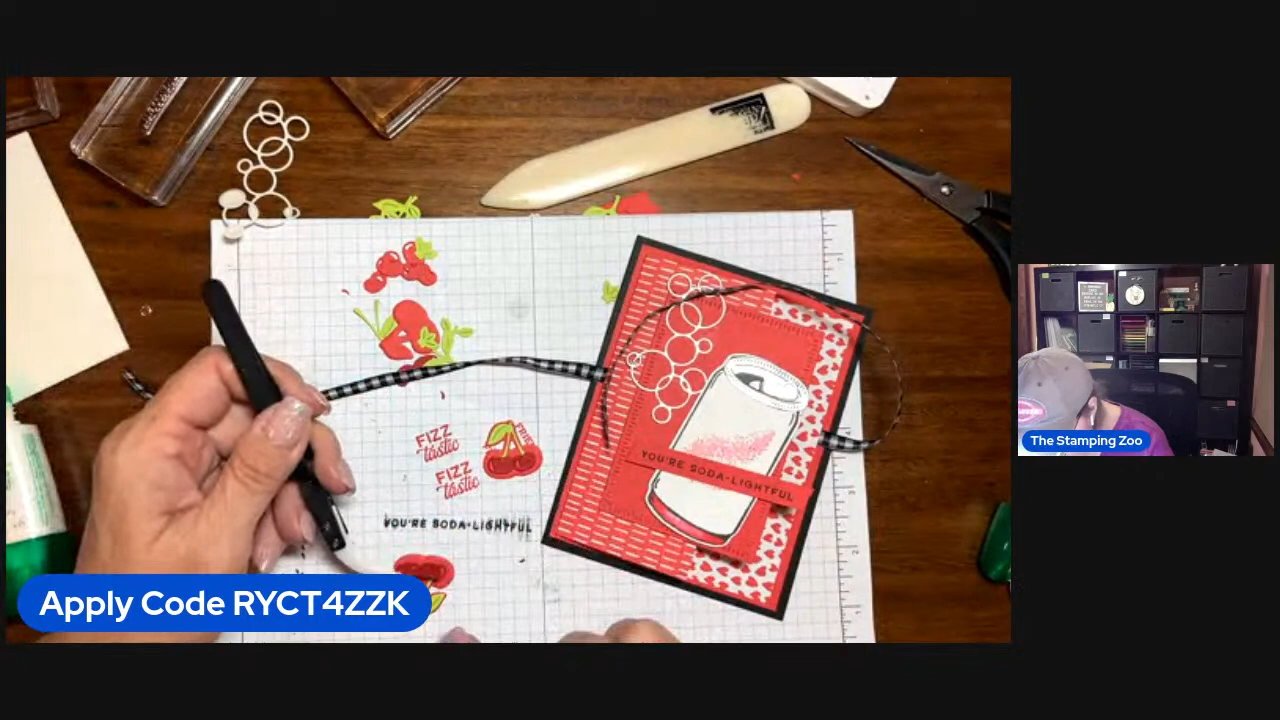 FIZZ
tastic
FIZZ
tastic
YOU'RE SODA-LIGHTFUL
YOU'RE SODA-LIGHTFUL
Apply Code RYCT4ZZK
The Stamping Zoo